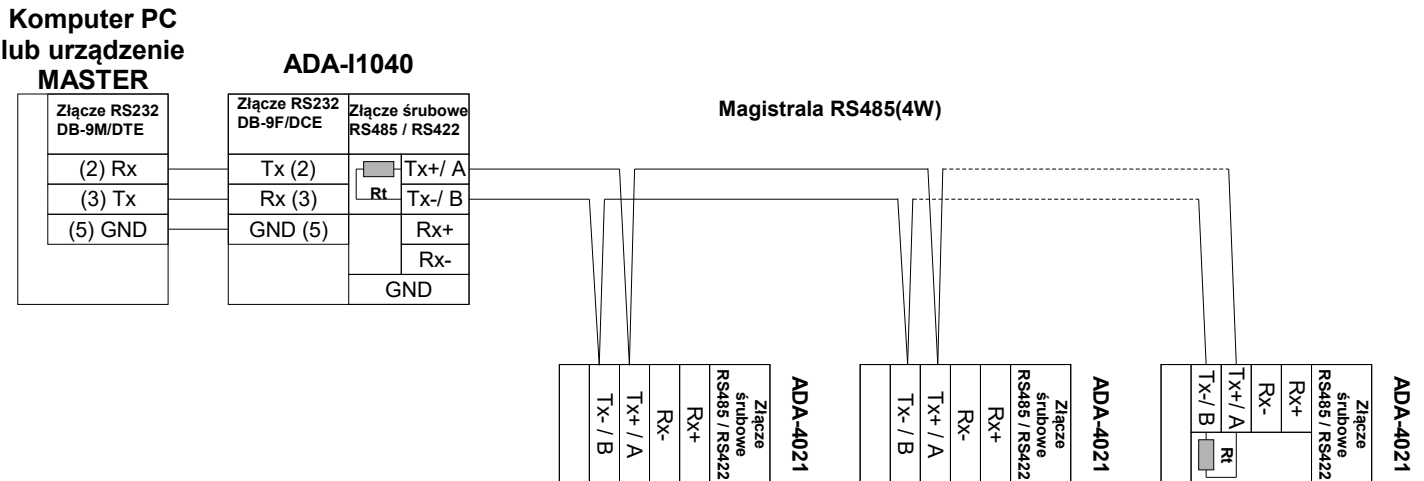 Komputer PC
lub urządzenie
MASTER
ADA-I1040
Magistrala RS485(4W)
Złącze RS232
DB-9M/DTE
(2) Rx
(3) Tx
(5) GND
Złącze RS232
DB-9F/DCE
Tx (2)
Rx (3)
GND (5)
Złącze śrubowe
RS485 / RS422
Rt
Tx+/ A
Tx-/ B
Rx+
Rx-
GND
ADA-4021
Złącze
śrubowe
RS485 / RS422
Rx+
Rx-
Tx+ / A
Tx- / B
ADA-4021
Złącze
śrubowe
RS485 / RS422
Rx+
Rx-
Tx+ / A
Tx- / B
ADA-4021
Złącze
śrubowe
RS485 / RS422
Rx+
Rx-
Tx+/ A
Tx-/ B
Rt